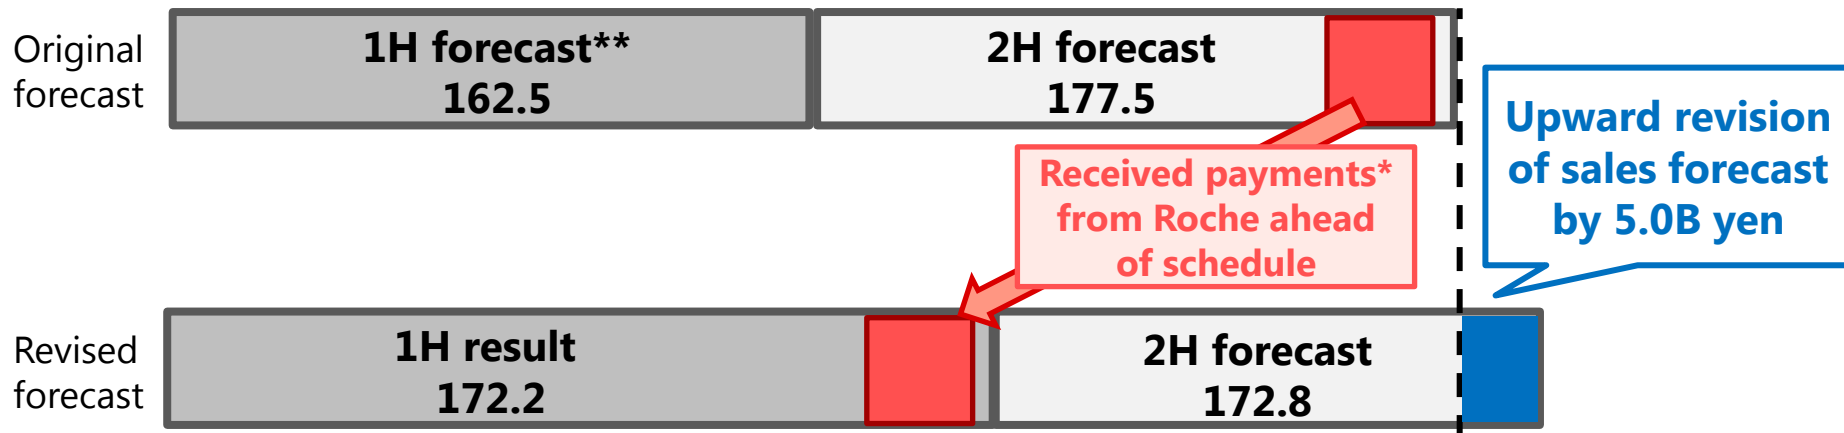 Original
forecast
1H forecast**
162.5
2H forecast
177.5
Upward revision
of sales forecast
by 5.0B yen
Received payments*
from Roche ahead
of schedule
Revised
forecast
1H result
172.2
2H forecast
172.8